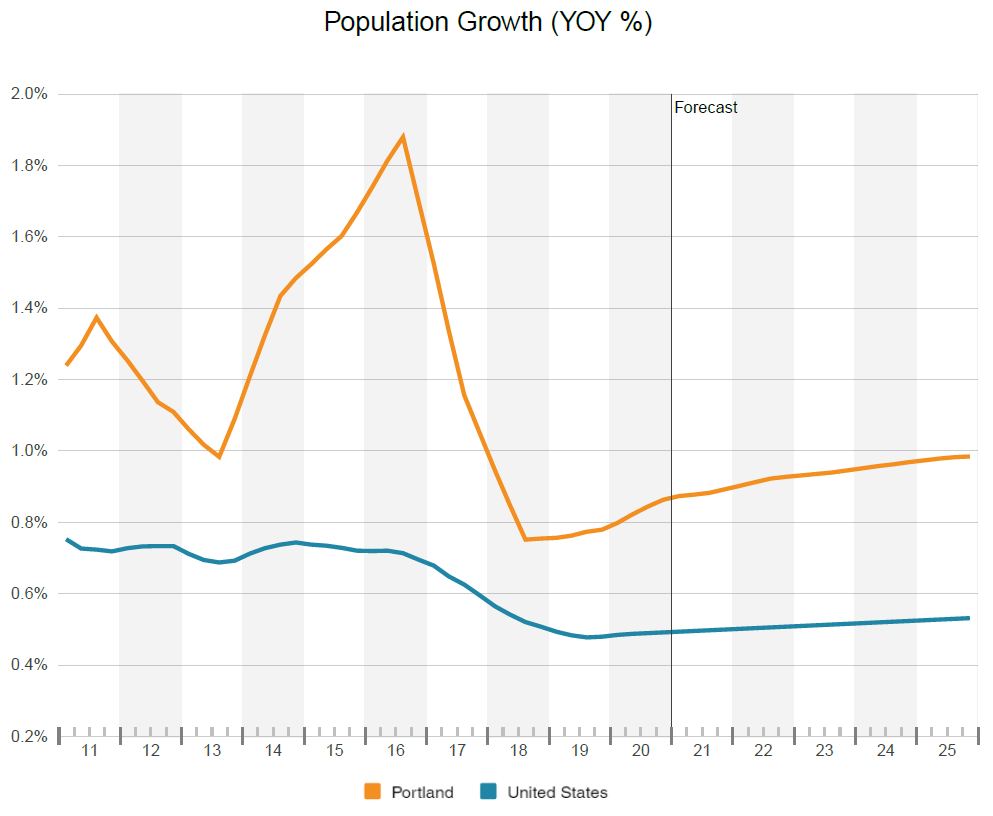 Population Growth (YOY %)
2.0%
Forecast
1.8%
1.6%
1.4%
1.2%
1.0%
0.8%
0.6%
0.4%
0.2%
11 12 13 14 15 16 17 18 19 20 21 22 23 24 25
Portland United States